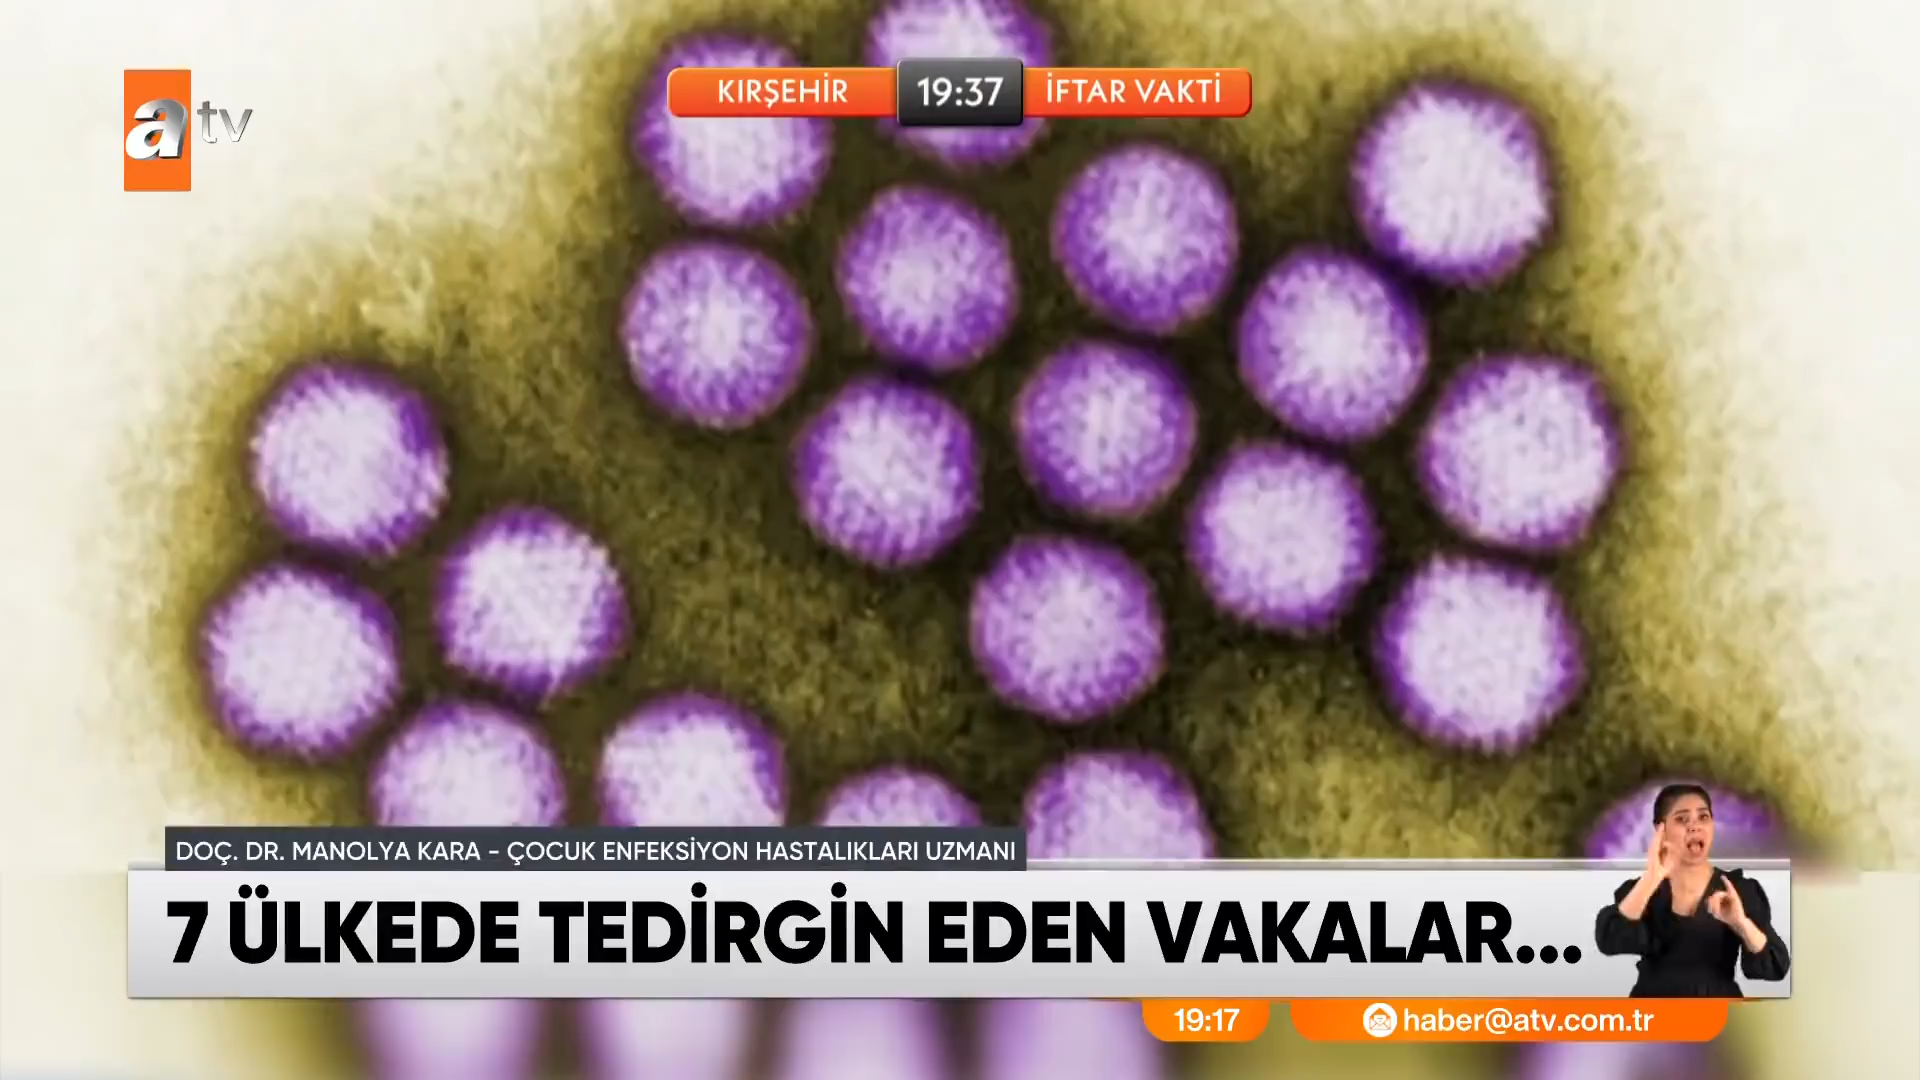 a tv
KIRŞEHİR 19:37 İFTAR VAKTİ
DOÇ. DR. MANOLYA KARA - ÇOCUK ENFEKSİYON HASTALIKLARI UZMANI
7 ÜLKEDE TEDİRGİN EDEN VAKALAR...
19:17 haber@atv.com.tr